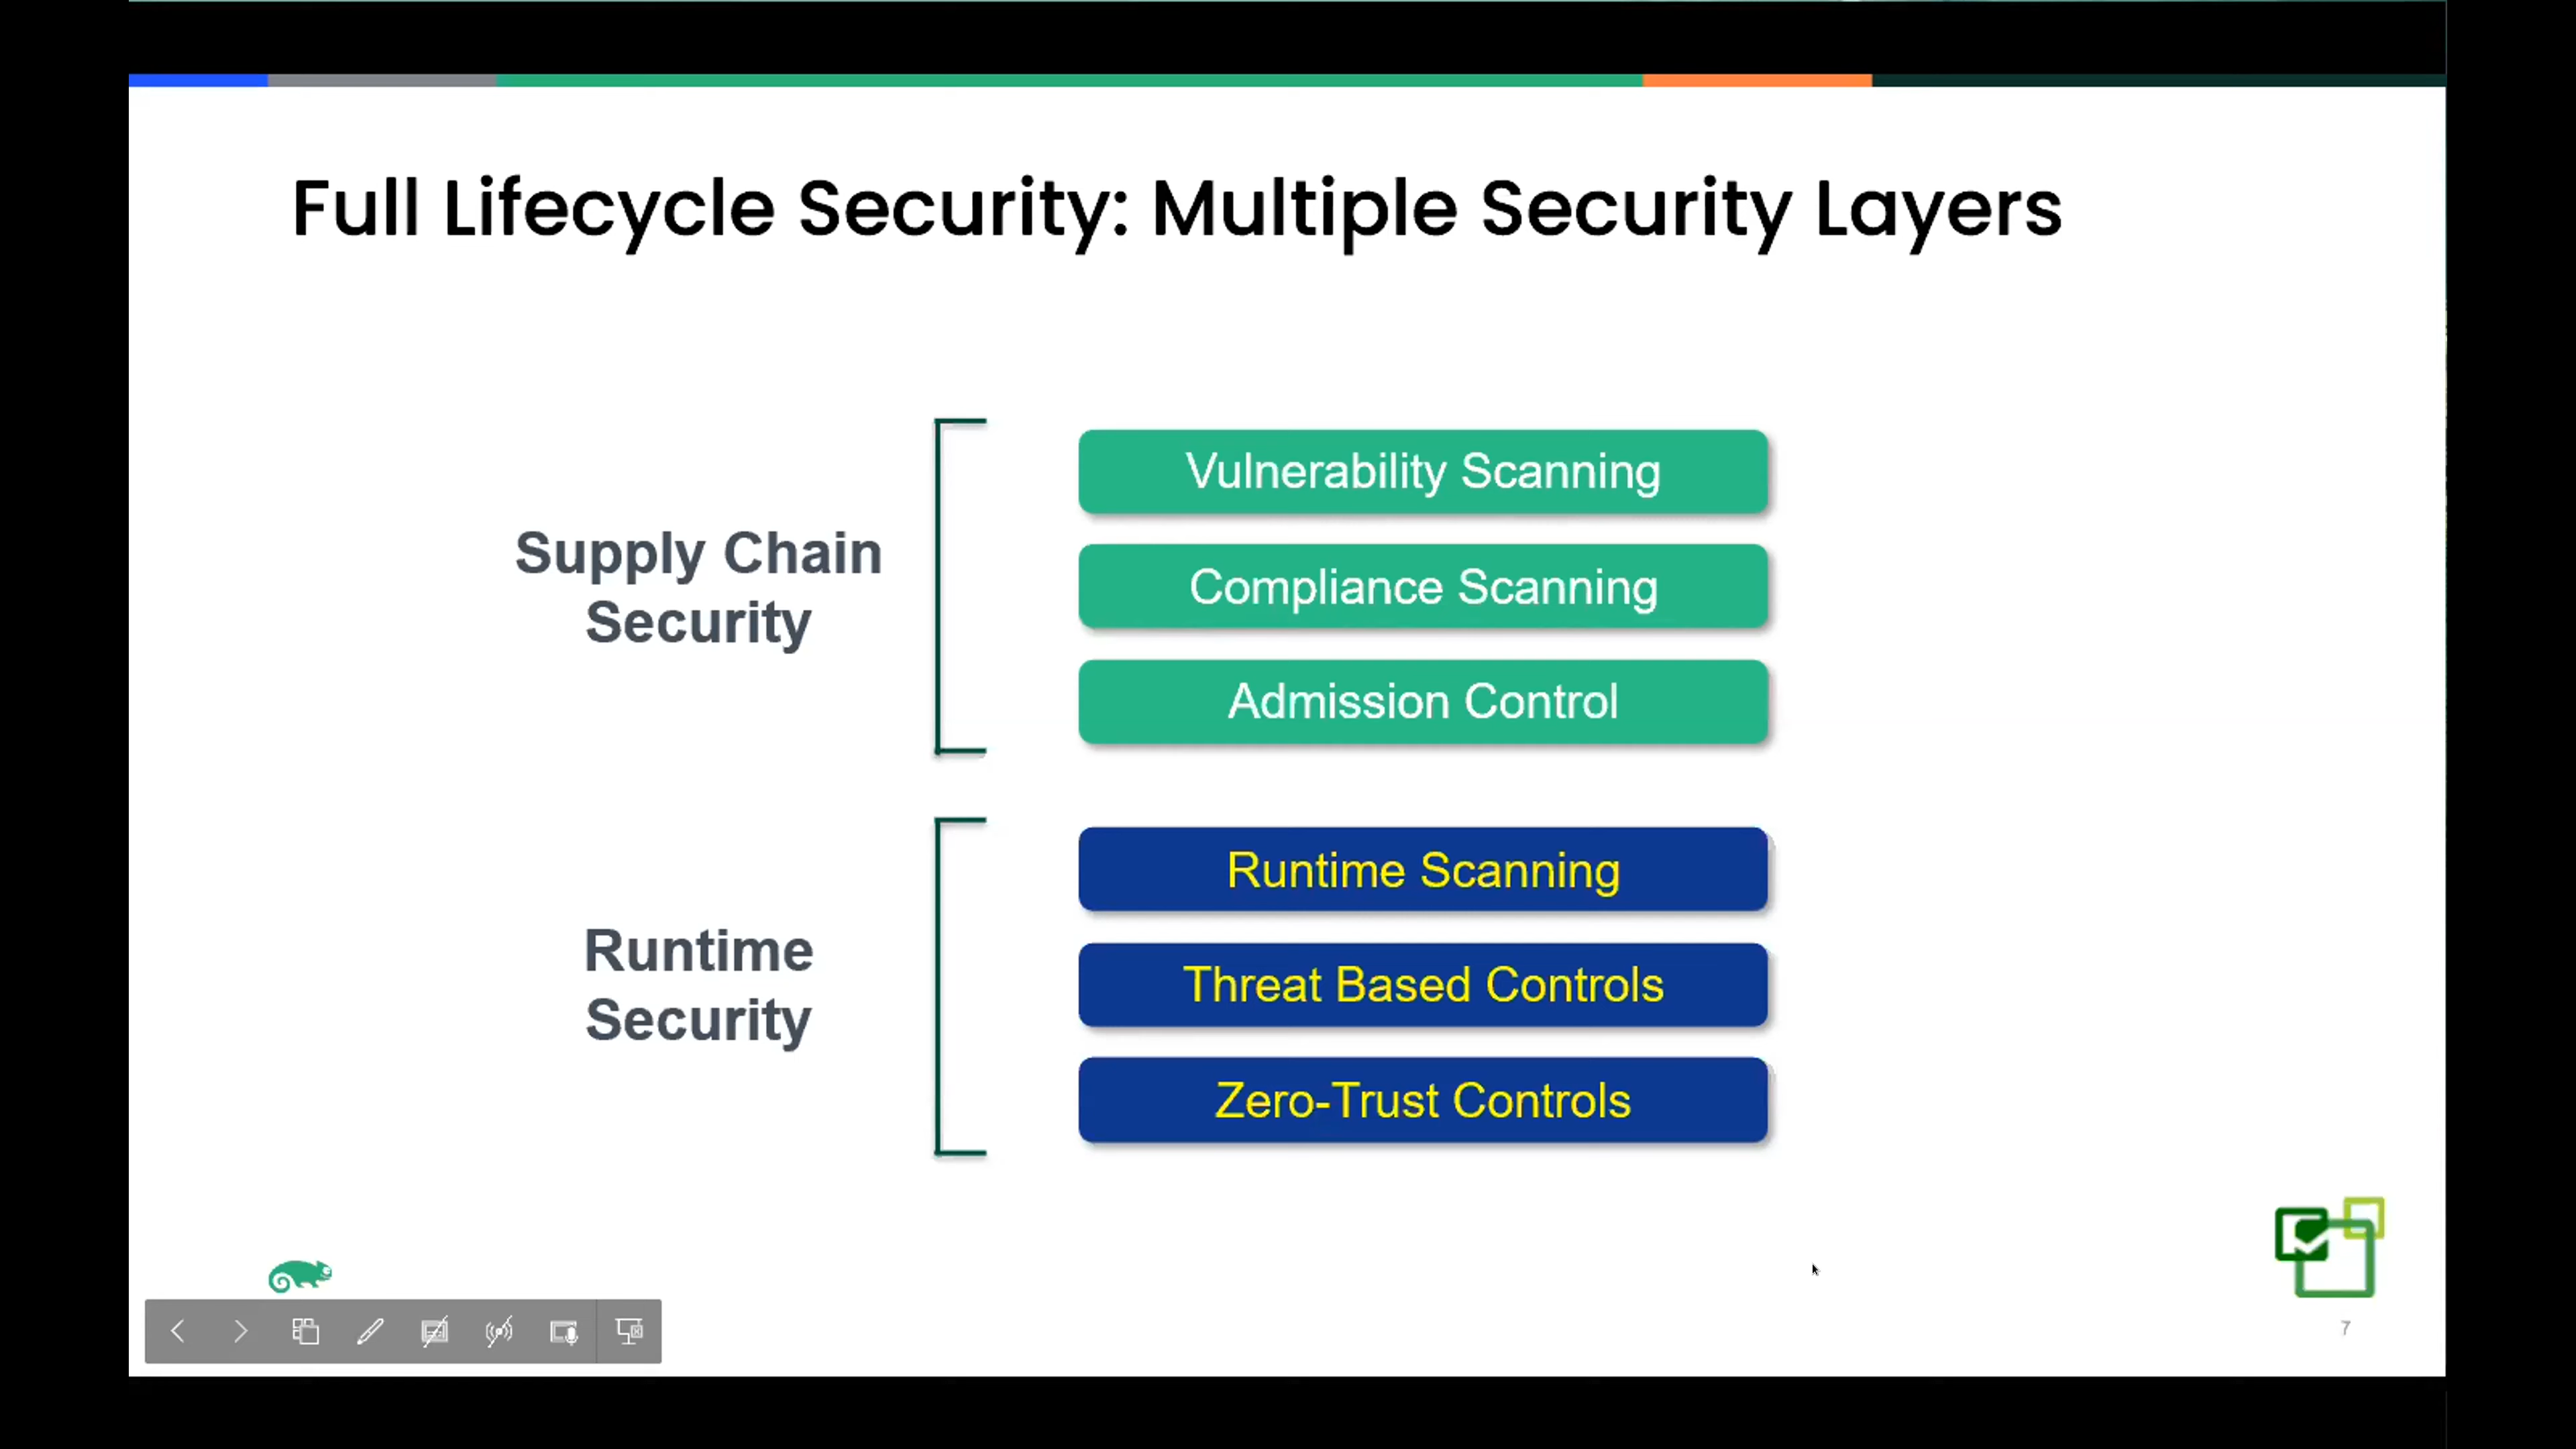 Full Lifecycle Security: Multiple Security Layers
Supply Chain
Security
Vulnerability Scanning
Compliance Scanning
Admission Control
Runtime
Security
Runtime Scanning
Threat Based Controls
Zero-Trust Controls
7